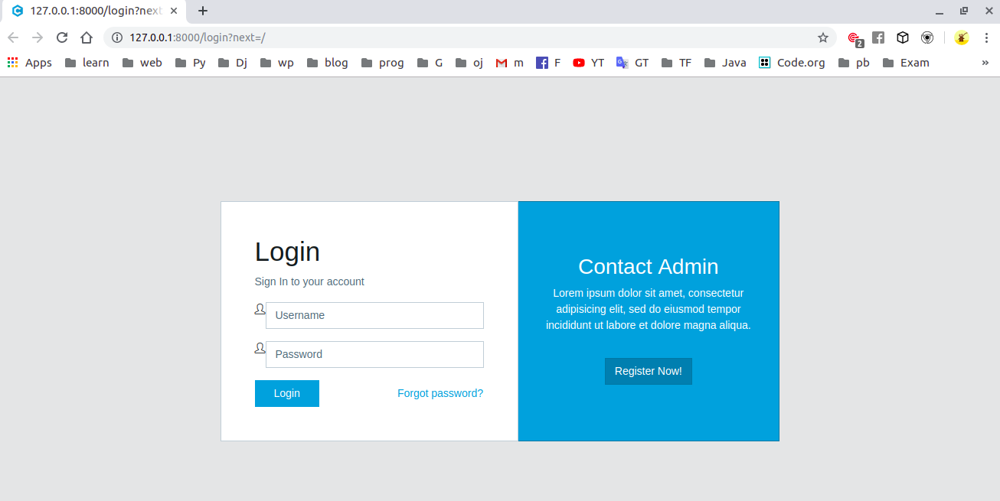 127.0.0.1:8000/login?next
127.0.0.1:8000/login?next=/
2
Apps learn web Py Dj wp blog prog G oj m F YT GT TF Java Code.org pb Exam »
Login
Sign In to your account
Username
Password
Login Forgot password?
Contact Admin
Lorem ipsum dolor sit amet, consectetur
adipisicing elit, sed do eiusmod tempor
incididunt ut labore et dolore magna aliqua.
Register Now!